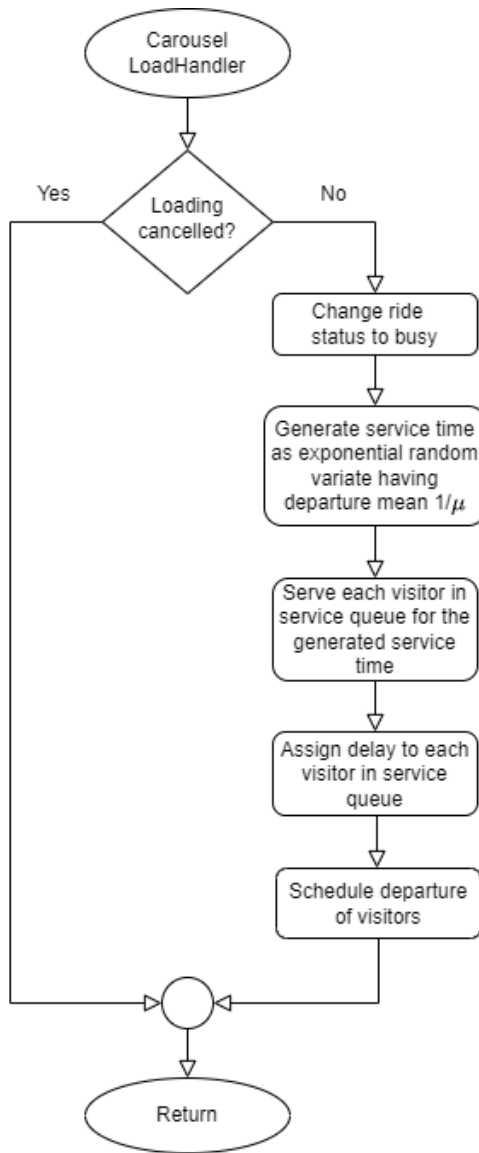 Carousel
LoadHandler
Yes
No
Loading
cancelled?
Change ride
status to busy
Generate service time
as exponential random
variate having
departure mean 1/μ
Serve each visitor in
service queue for the
generated service
time
Assign delay to each
visitor in service
queue
Schedule departure
of visitors
Return